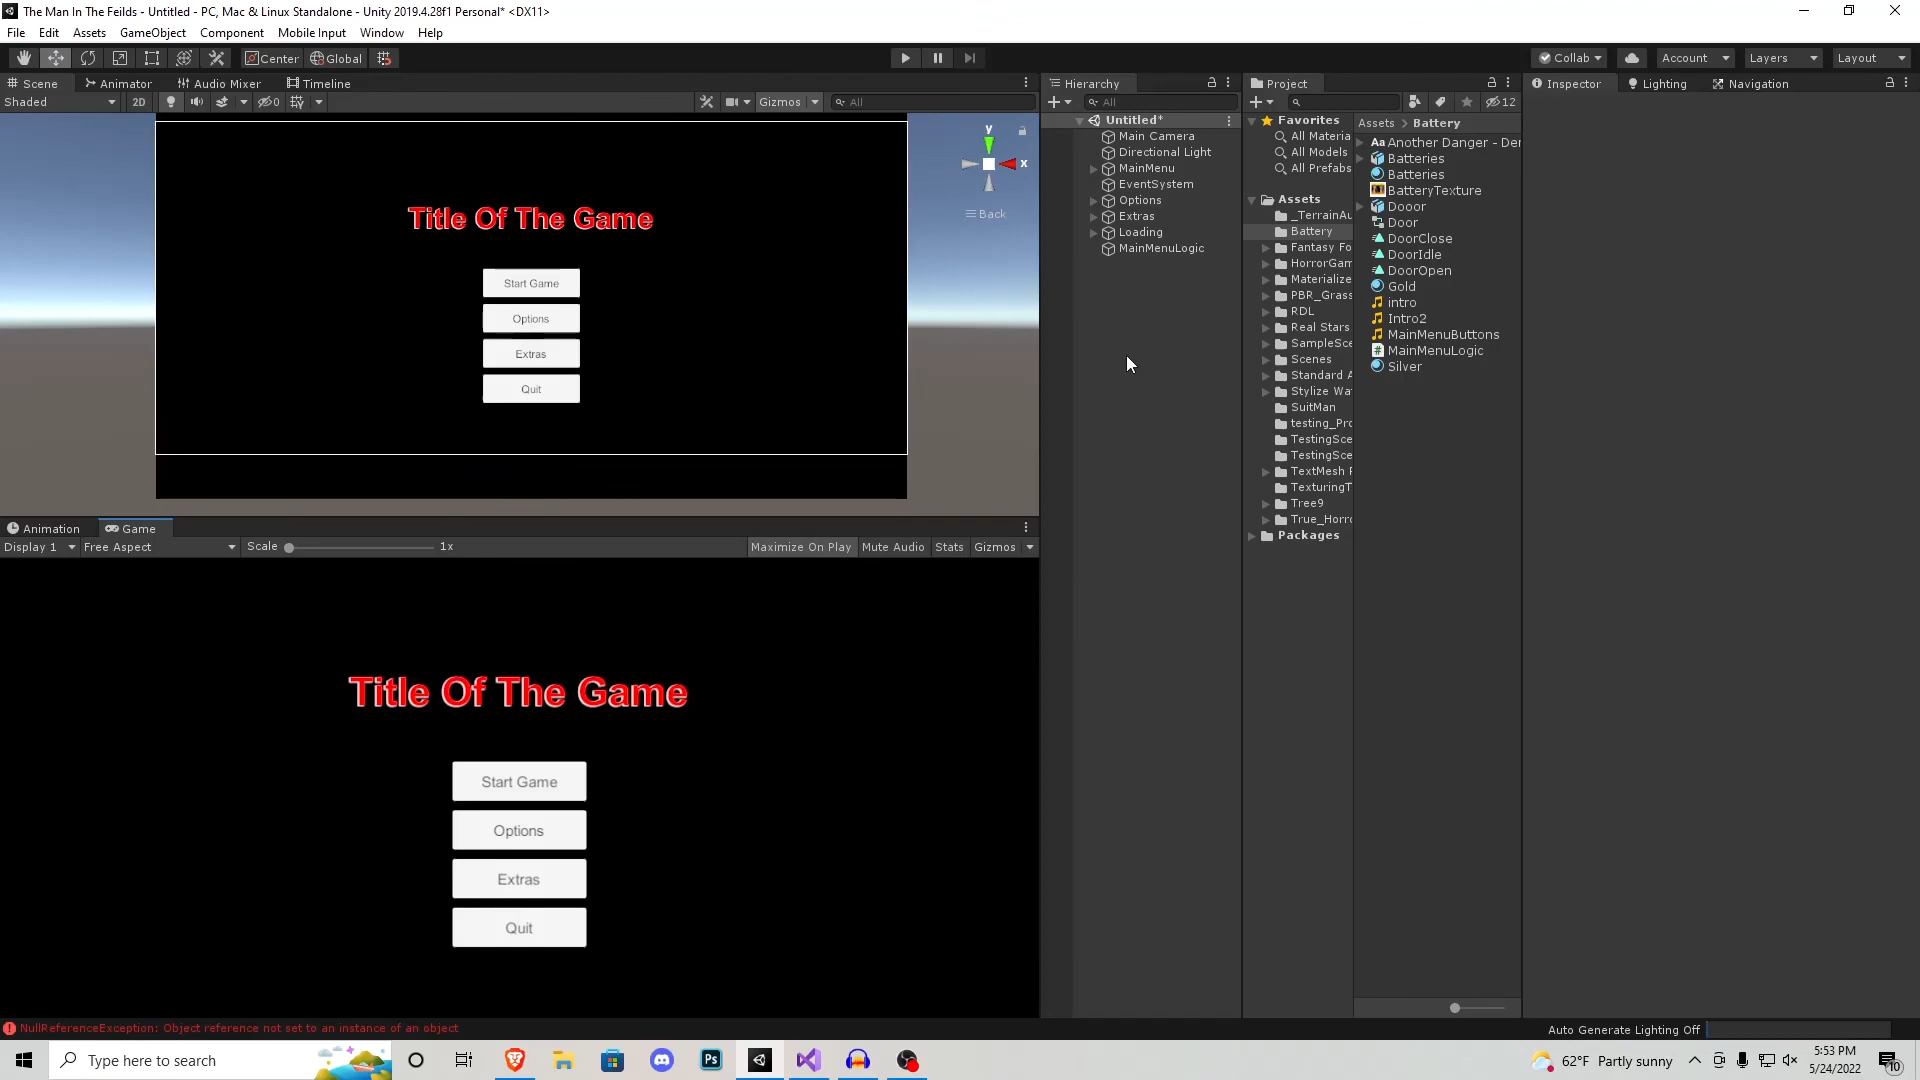 The Man In The Feilds - Untitled - PC, Mac & Linux Standalone - Unity 2019.4.28f1 Personal* <DX11>
File Edit Assets GameObject Component Mobile Input Window Help
Center Global Collab Account Layers Layout
Scene Animator Audio Mixer Timeline
Shaded 2D 0 Gizmos All
y
x
Back
Title Of The Game
Start Game
Options
Extras
Quit
Animation Game
Display 1 Free Aspect Scale 1x Maximize On Play Mute Audio Stats Gizmos
Title Of The Game
Start Game
Options
Extras
Quit
Hierarchy
All
Untitled*
Main Camera
Directional Light
MainMenu
EventSystem
Options
Extras
Loading
MainMenuLogic
Project
12
Favorites
All Materia
All Models
All Prefabs
Assets
_TerrainAu
Battery
Fantasy Fo
HorrorGam
Materialize
PBR_Grass
RDL
Real Stars
SampleSce
Scenes
Standard A
Stylize Wa
SuitMan
testing_Pro
TestingSce
TestingSce
TextMesh P
TexturingT
Tree9
True_Horro
Packages
Assets > Battery
Aa Another Danger - Der
Batteries
Batteries
BatteryTexture
Dooor
Door
DoorClose
DoorIdle
DoorOpen
Gold
intro
Intro2
MainMenuButtons
MainMenuLogic
Silver
Inspector Lighting Navigation
NullReferenceException: Object reference not set to an instance of an object
Auto Generate Lighting Off
Type here to search
Ps
62°F Partly sunny
5:53 PM
5/24/2022
10